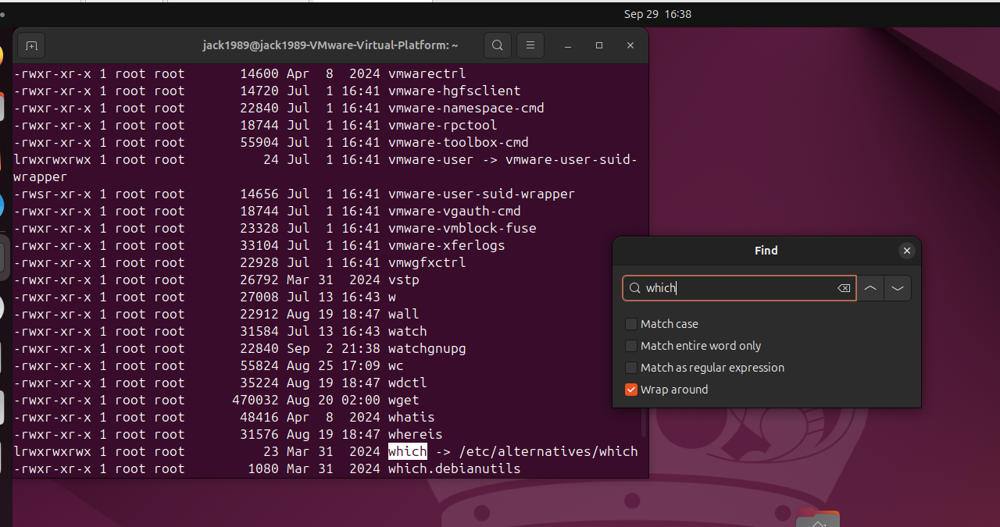 Sep 29 16:38
jack1989@jack1989-VMware-Virtual-Platform: ~
-rwxr-xr-x 1 root root 14600 Apr 8 2024 vmwarectrl
-rwxr-xr-x 1 root root 14720 Jul 1 16:41 vmware-hgfsclient
-rwxr-xr-x 1 root root 22840 Jul 1 16:41 vmware-namespace-cmd
-rwxr-xr-x 1 root root 18744 Jul 1 16:41 vmware-rpctool
-rwxr-xr-x 1 root root 55904 Jul 1 16:41 vmware-toolbox-cmd
lrwxrwxrwx 1 root root 24 Jul 1 16:41 vmware-user -> vmware-user-suid-
wrapper
-rwsr-xr-x 1 root root 14656 Jul 1 16:41 vmware-user-suid-wrapper
-rwxr-xr-x 1 root root 18744 Jul 1 16:41 vmware-vgauth-cmd
-rwxr-xr-x 1 root root 23328 Jul 1 16:41 vmware-vmblock-fuse
-rwxr-xr-x 1 root root 33104 Jul 1 16:41 vmware-xferlogs
-rwxr-xr-x 1 root root 22928 Jul 1 16:41 vmwgfxctrl
-rwxr-xr-x 1 root root 26792 Mar 31 2024 vstp
-rwxr-xr-x 1 root root 27008 Jul 13 16:43 w
-rwxr-xr-x 1 root root 22912 Aug 19 18:47 wall
-rwxr-xr-x 1 root root 31584 Jul 13 16:43 watch
-rwxr-xr-x 1 root root 22840 Sep 2 21:38 watchgnupg
-rwxr-xr-x 1 root root 55824 Aug 25 17:09 wc
-rwxr-xr-x 1 root root 35224 Aug 19 18:47 wdctl
-rwxr-xr-x 1 root root 470032 Aug 20 02:00 wget
-rwxr-xr-x 1 root root 48416 Apr 8 2024 whatis
-rwxr-xr-x 1 root root 31576 Aug 19 18:47 whereis
lrwxrwxrwx 1 root root 23 Mar 31 2024 which -> /etc/alternatives/which
-rwxr-xr-x 1 root root 1080 Mar 31 2024 which.debianutils
Find
which
Match case
Match entire word only
Match as regular expression
Wrap around